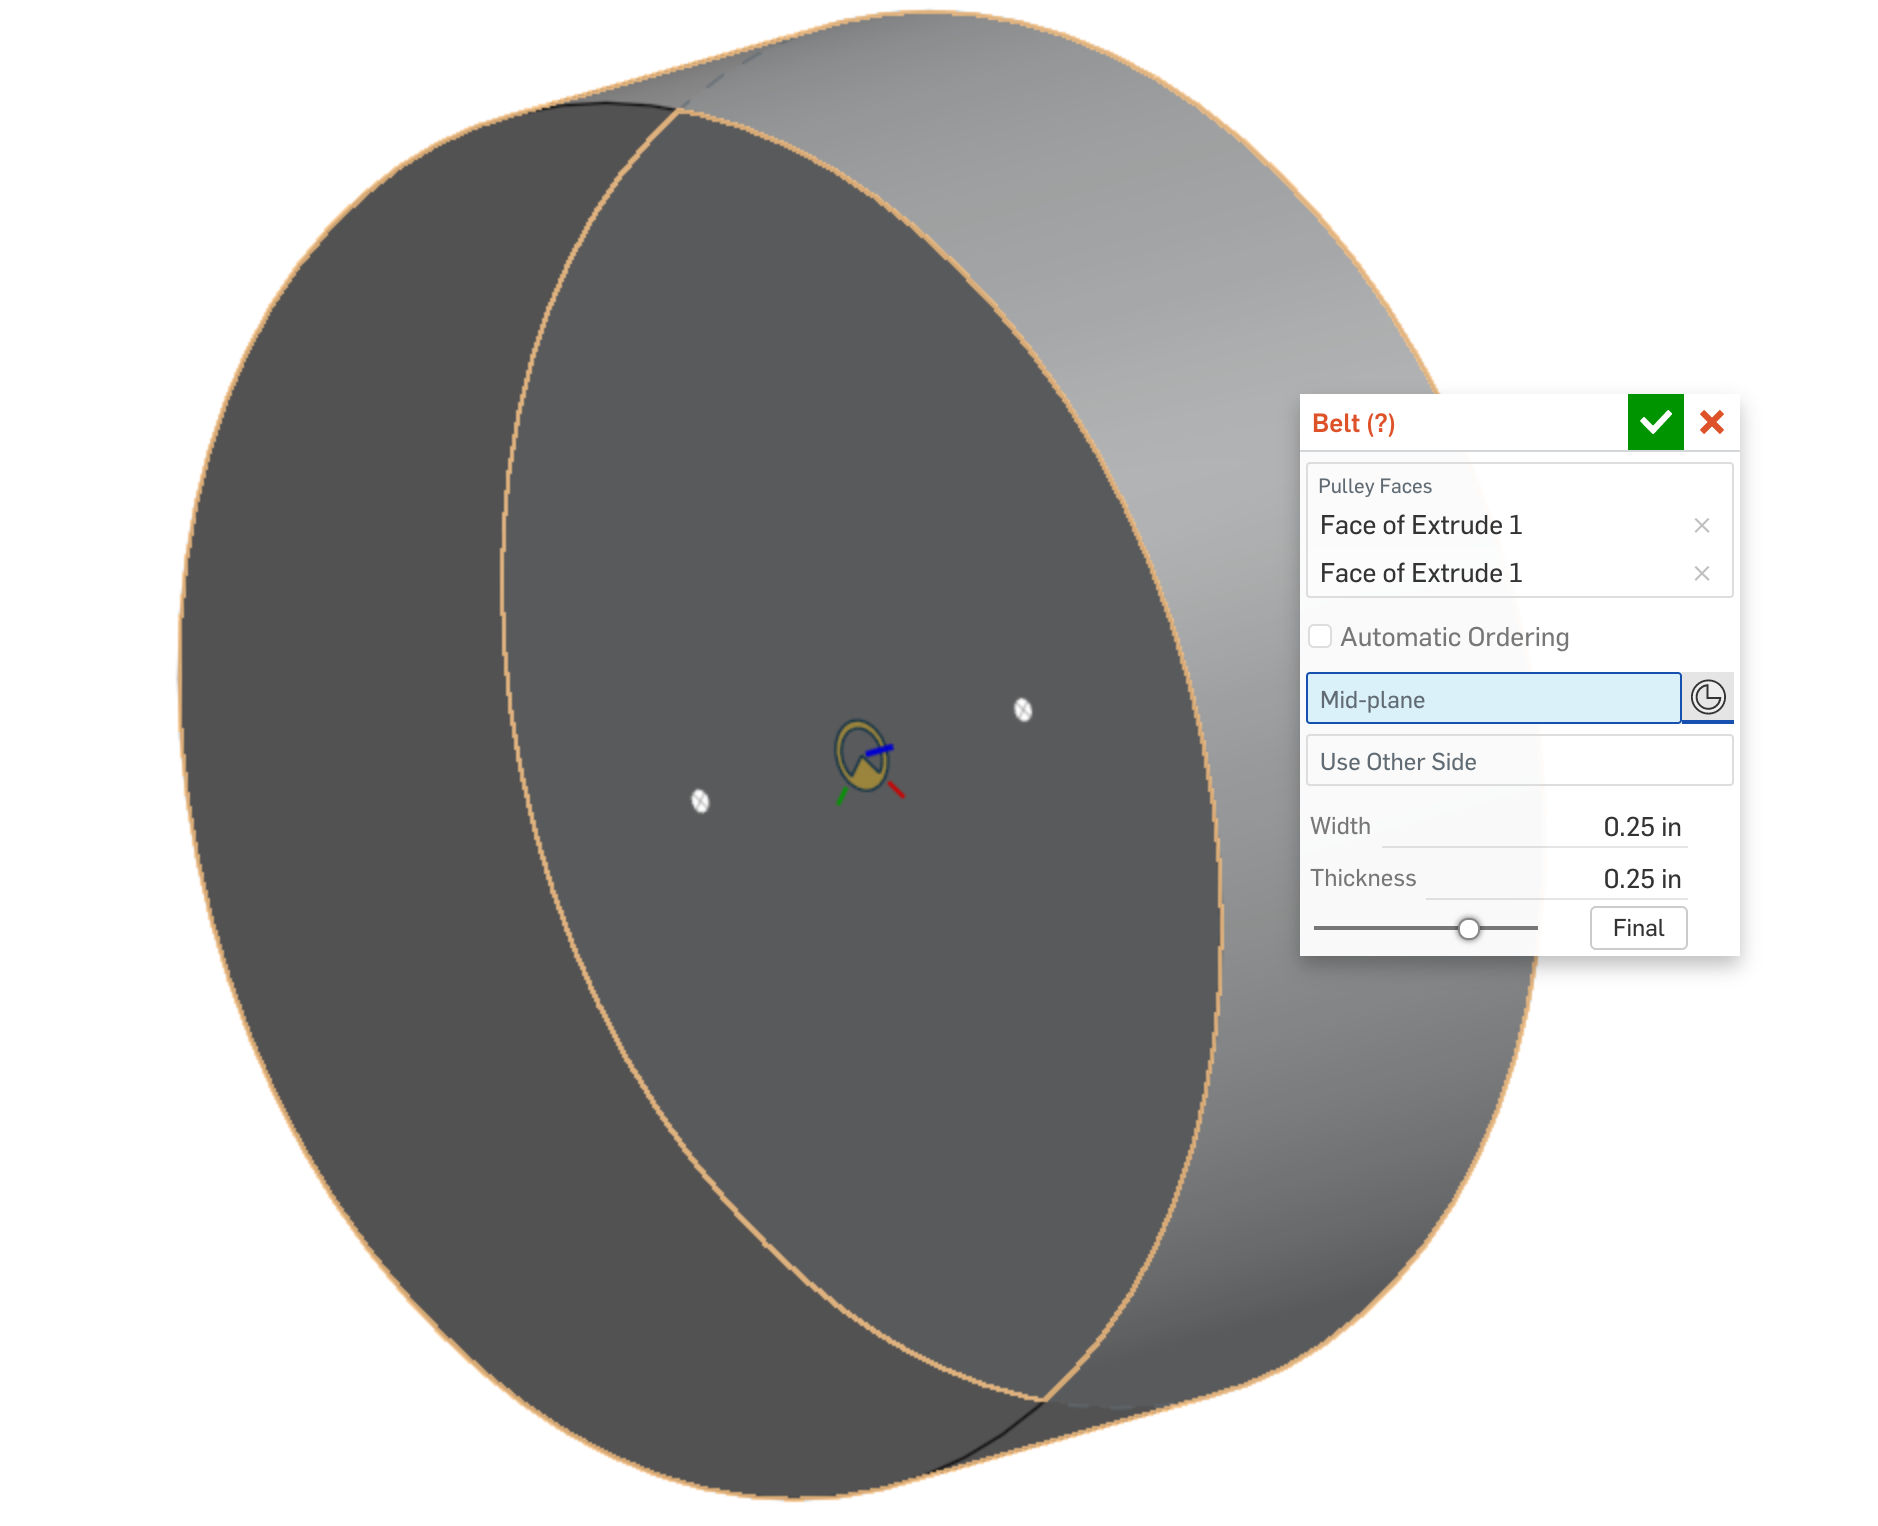 Belt (?)
Pulley Faces
Face of Extrude 1
Face of Extrude 1
Automatic Ordering
Mid-plane
Use Other Side
Width 0.25 in
Thickness 0.25 in
Final